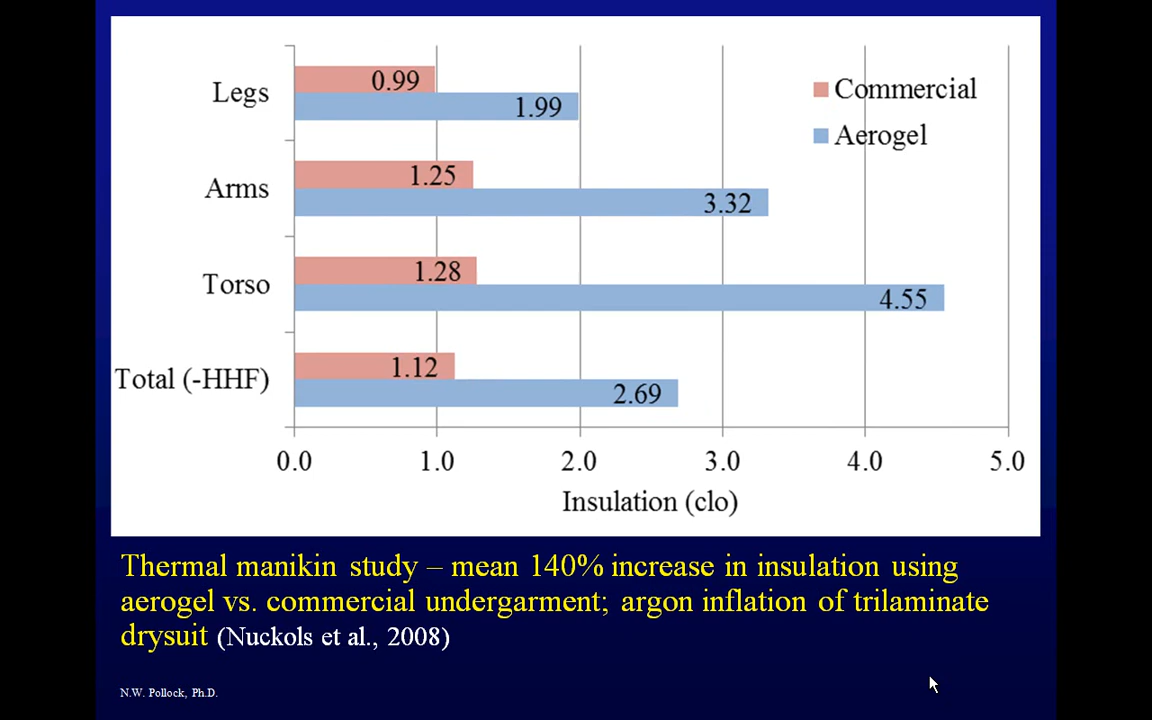 Legs
0.99
1.99
Commercial
Aerogel
Arms
1.25
3.32
Torso
1.28
4.55
Total (-HHF)
1.12
2.69
0.0 1.0 2.0 3.0 4.0 5.0
Insulation (clo)
Thermal manikin study – mean 140% increase in insulation using
aerogel vs. commercial undergarment; argon inflation of trilaminate
drysuit (Nuckols et al., 2008)
N.W. Pollock, Ph.D.